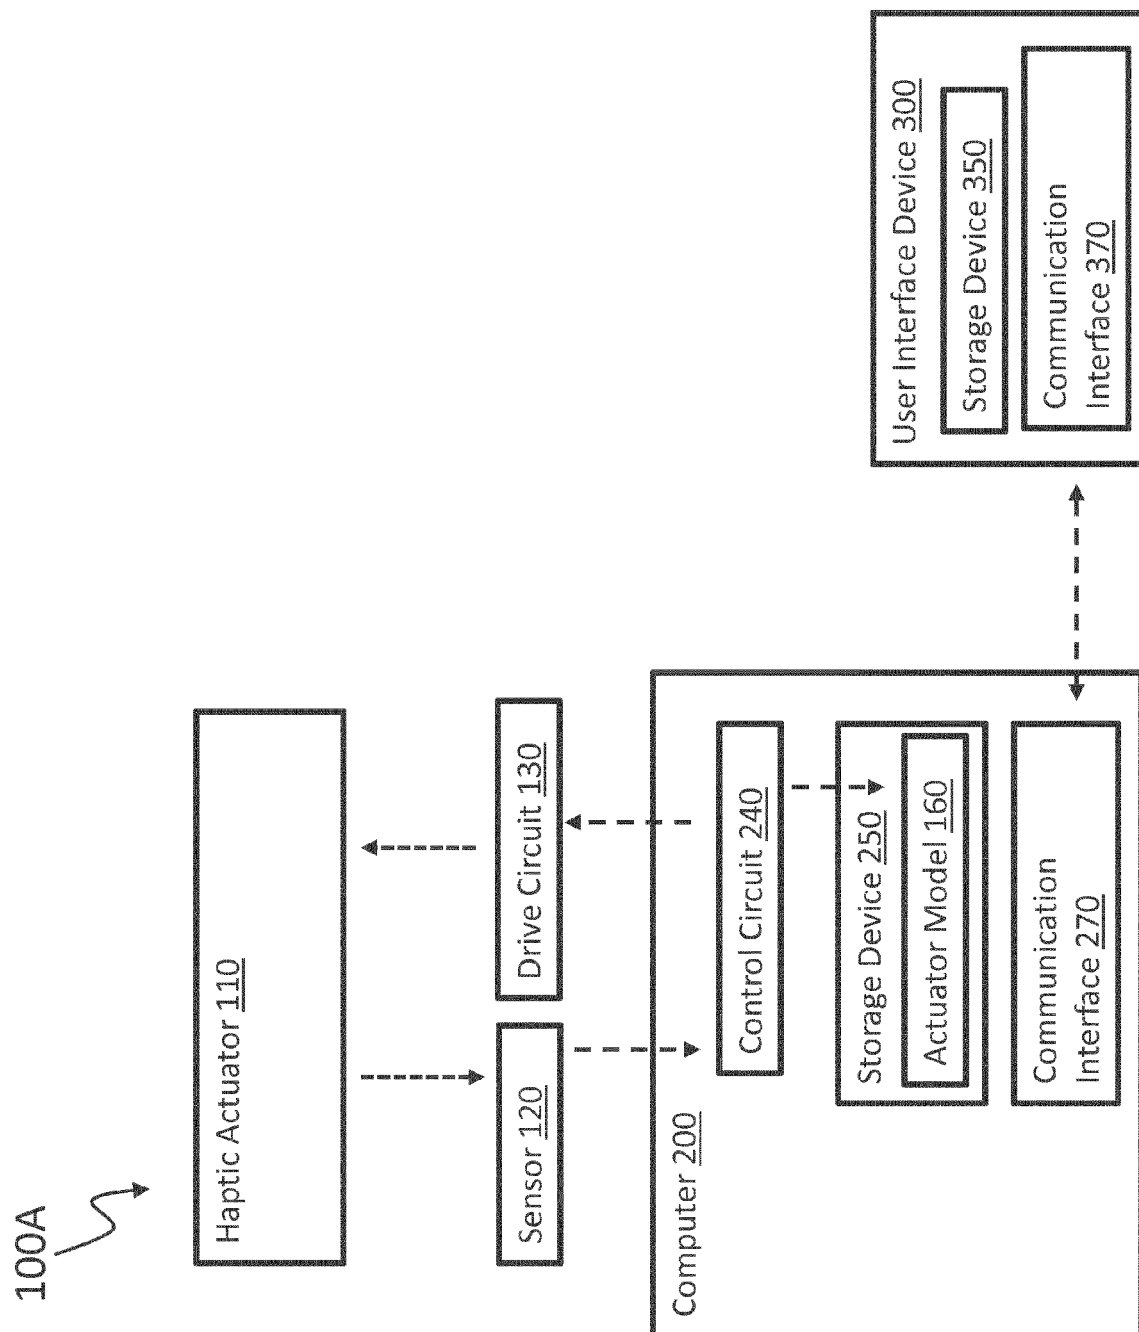 100A
Haptic Actuator 110
Sensor 120
Drive Circuit 130
Computer 200
Control Circuit 240
Storage Device 250
Actuator Model 160
Communication
Interface 270
User Interface Device 300
Storage Device 350
Communication
Interface 370